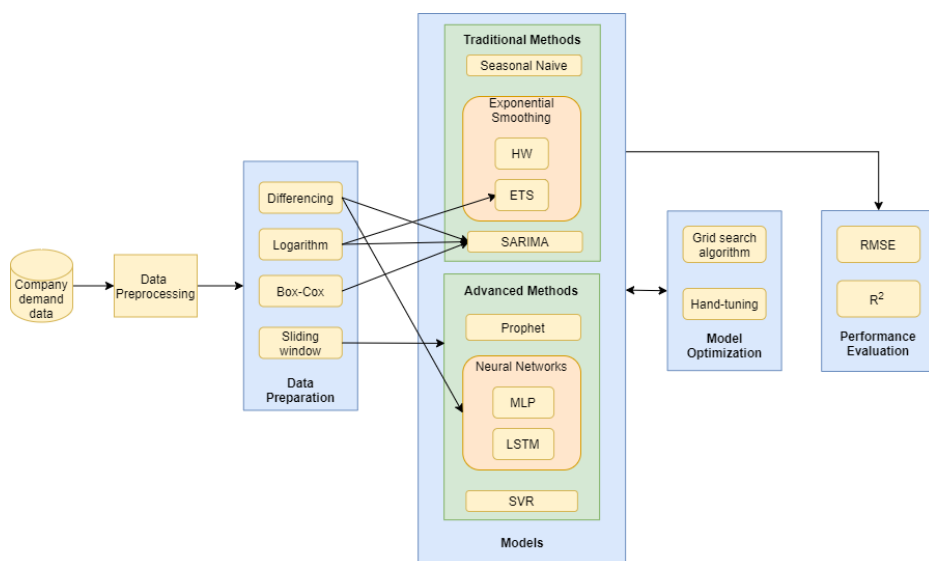 Company
demand
data
Data
Preprocessing
Differencing
Logarithm
Box-Cox
Sliding
window
Data
Preparation
Traditional Methods
Seasonal Naive
Exponential
Smoothing
HW
ETS
SARIMA
Advanced Methods
Prophet
Neural Networks
MLP
LSTM
SVR
Models
Grid search
algorithm
Hand-tuning
Model
Optimization
RMSE
R²
Performance
Evaluation